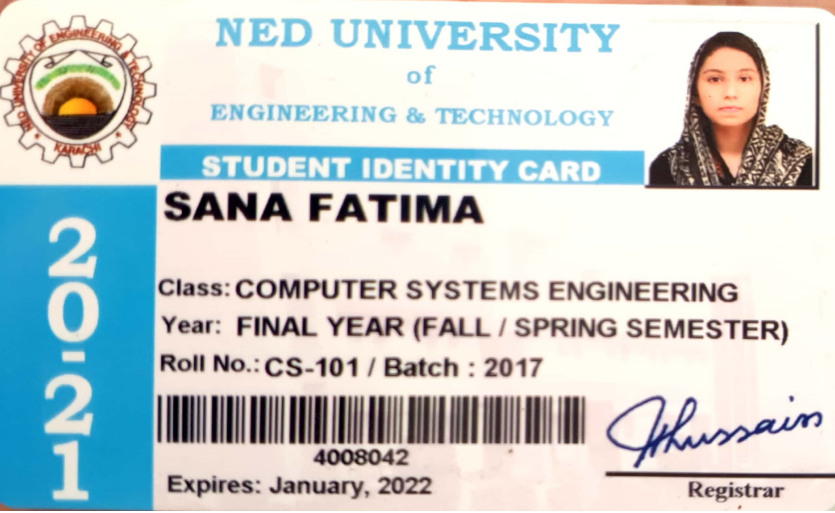 NED UNIVERSITY
of
ENGINEERING & TECHNOLOGY
NED UNIVERSITY OF ENGINEERING & TECHNOLOGY
KARACHI
STUDENT IDENTITY CARD
SANA FATIMA
20-21
Class: COMPUTER SYSTEMS ENGINEERING
Year: FINAL YEAR (FALL / SPRING SEMESTER)
Roll No.: CS-101 / Batch : 2017
4008042
Expires: January, 2022
Hussain
Registrar